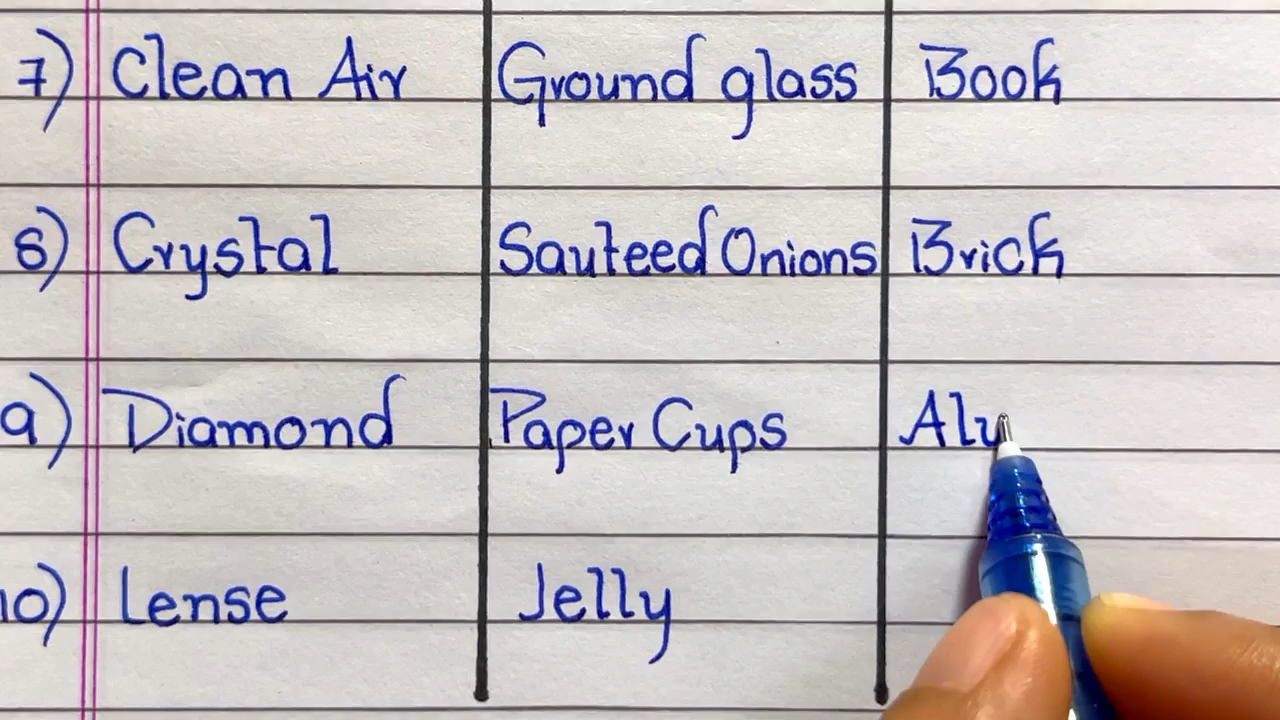 7) Clean Air Ground glass Book
8) Crystal Sauteed Onions Brick
9) Diamond Paper Cups Alu
10) Lense Jelly